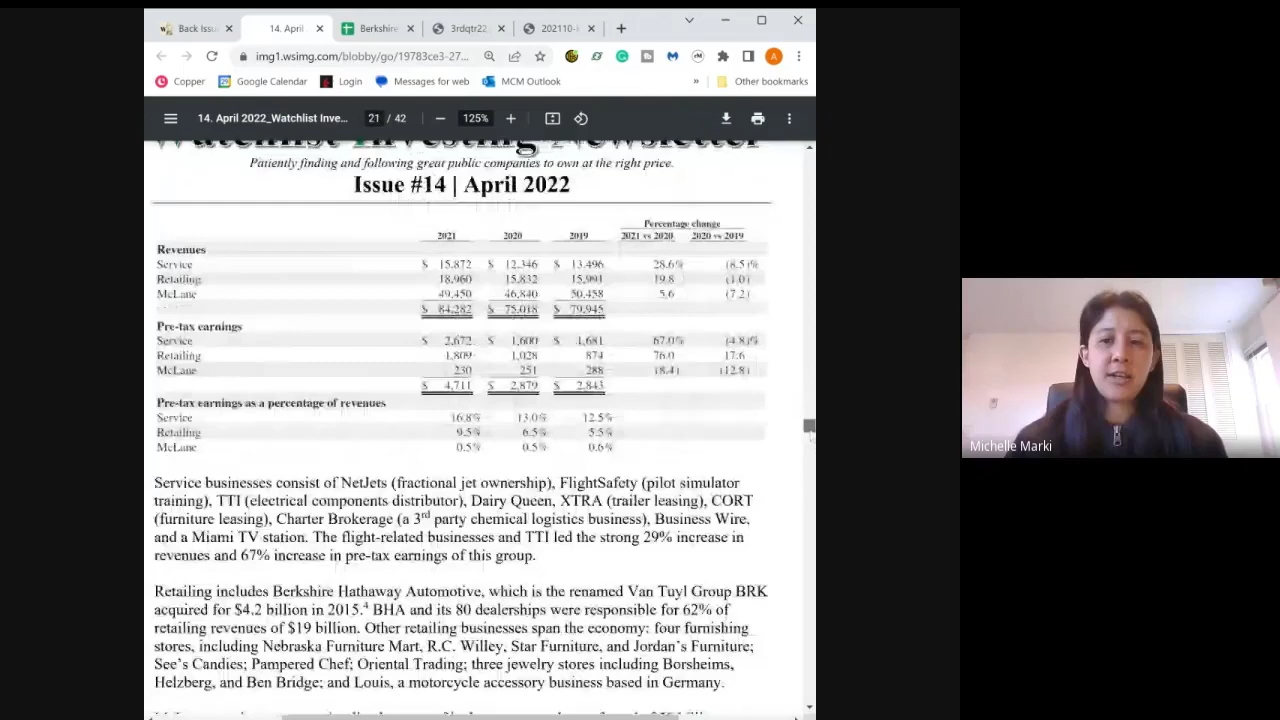 Back Issu
14. April
Berkshire
3rdqtr22
202110-
img1.wsimg.com/blobby/go/19783ce3-27...
A
Copper
Google Calendar
Login
Messages for web
MCM Outlook
»
Other bookmarks
14. April 2022_Watchlist Inve...
21 / 42
125%
Watchlist Investing Newsletter
Patiently finding and following great public companies to own at the right price.
Issue #14 | April 2022
Percentage change
2021 2020 2019 2021 vs 2020 2020 vs 2019
Revenues
Service $ 15,872 $ 12,346 $ 13,496 28.6% (8.5)%
Retailing 18,960 15,832 15,991 19.8 (1.0)
McLane 49,450 46,840 50,458 5.6 (7.2)
$ 84,282 $ 75,018 $ 79,945
Pre-tax earnings
Service $ 2,672 $ 1,600 $ 1,681 67.0% (4.8)%
Retailing 1,809 1,028 874 76.0 17.6
McLane 230 251 288 (8.4) (12.8)
$ 4,711 $ 2,879 $ 2,843
Pre-tax earnings as a percentage of revenues
Service 16.8% 13.0% 12.5%
Retailing 9.5% 6.5% 5.5%
McLane 0.5% 0.5% 0.6%
Service businesses consist of NetJets (fractional jet ownership), FlightSafety (pilot simulator
training), TTI (electrical components distributor), Dairy Queen, XTRA (trailer leasing), CORT
(furniture leasing), Charter Brokerage (a 3rd party chemical logistics business), Business Wire,
and a Miami TV station. The flight-related businesses and TTI led the strong 29% increase in
revenues and 67% increase in pre-tax earnings of this group.
Retailing includes Berkshire Hathaway Automotive, which is the renamed Van Tuyl Group BRK
acquired for $4.2 billion in 2015.4 BHA and its 80 dealerships were responsible for 62% of
retailing revenues of $19 billion. Other retailing businesses span the economy: four furnishing
stores, including Nebraska Furniture Mart, R.C. Willey, Star Furniture, and Jordan's Furniture;
See's Candies; Pampered Chef; Oriental Trading; three jewelry stores including Borsheims,
Helzberg, and Ben Bridge; and Louis, a motorcycle accessory business based in Germany.
Michelle Marki